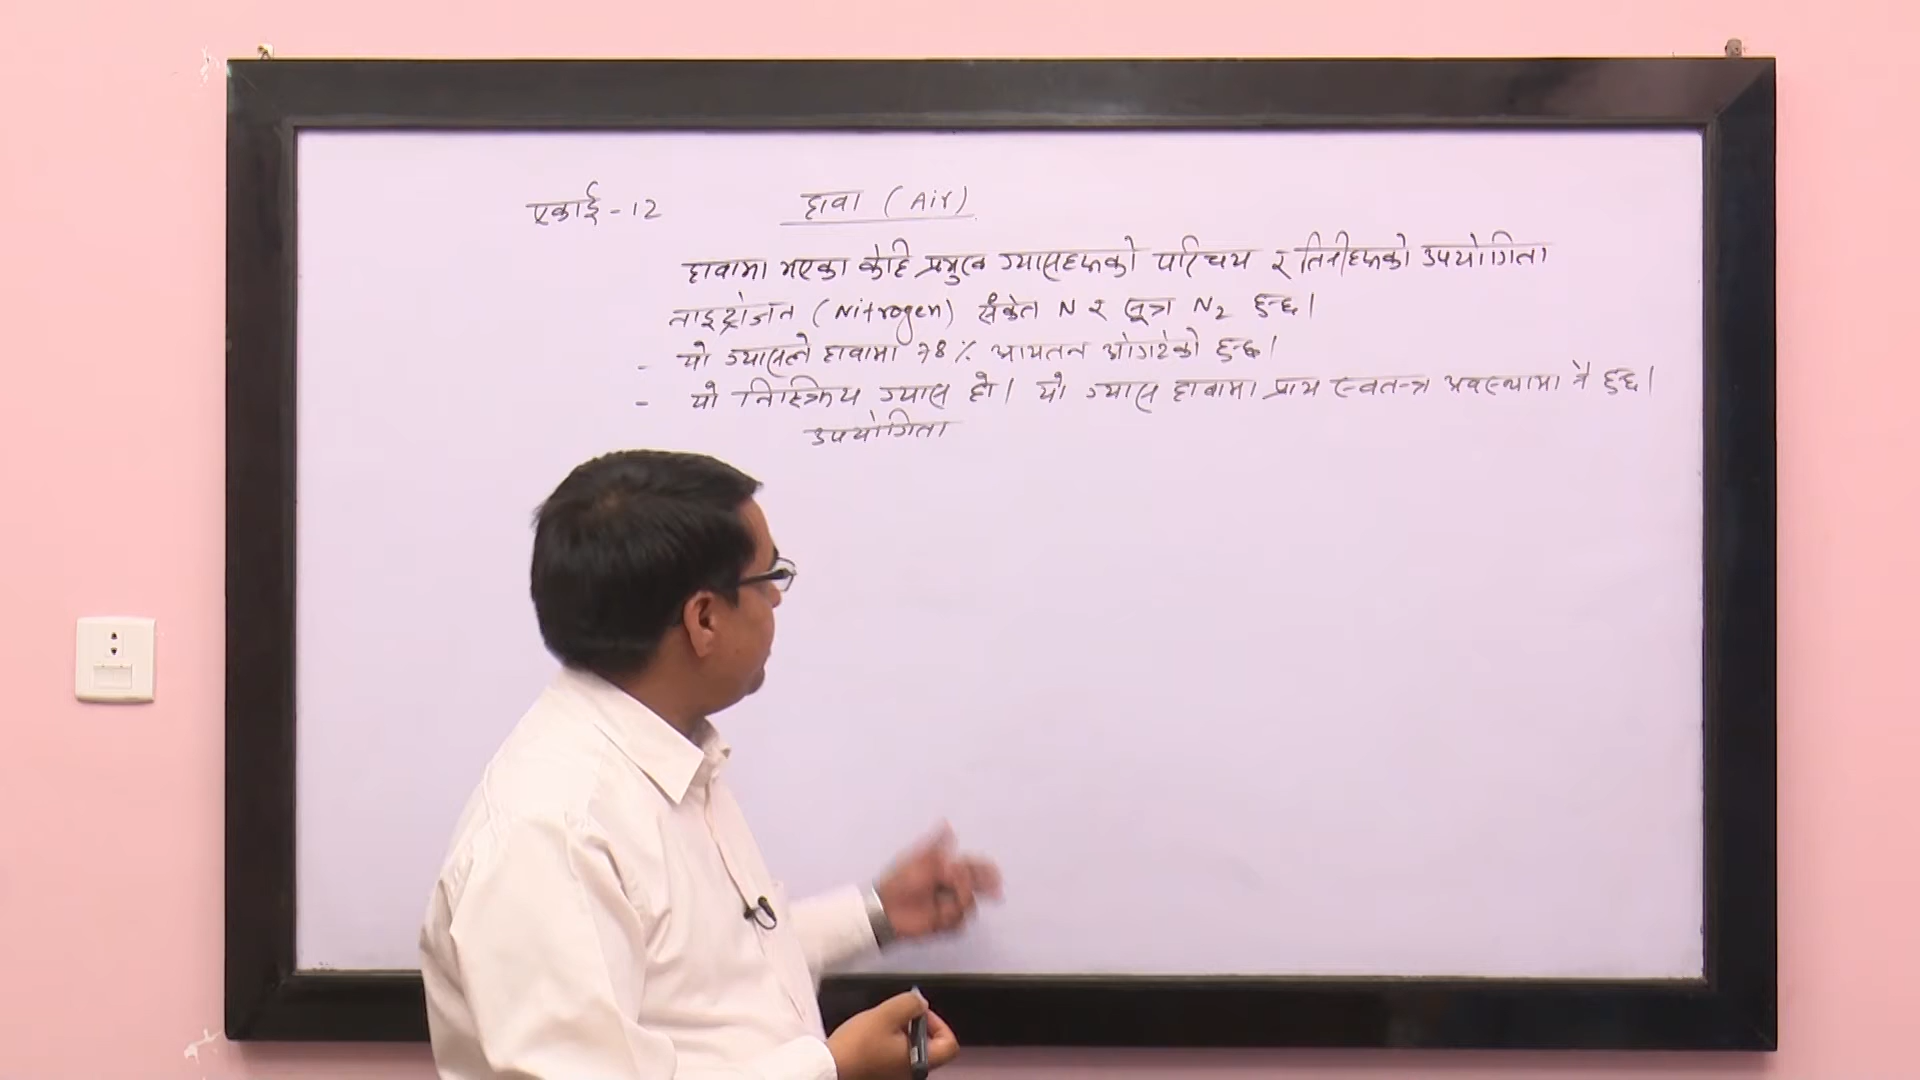 एकाई - 12 हावा (Air)
हावामा भएका केहि प्रमुख ग्यासहरुको परिचय र तिनीहरुको उपयोगिता
नाइट्रोजन (Nitrogen) संकेत N र सूत्र N₂ हुन्छ।
- यो ग्यासले हावामा 78% आयतन ओगटेको हुन्छ।
- यो निस्क्रिय ग्यास हो। यो ग्यास हावामा प्राय स्वतन्त्र अवस्थामा नै हुन्छ।
उपयोगिता